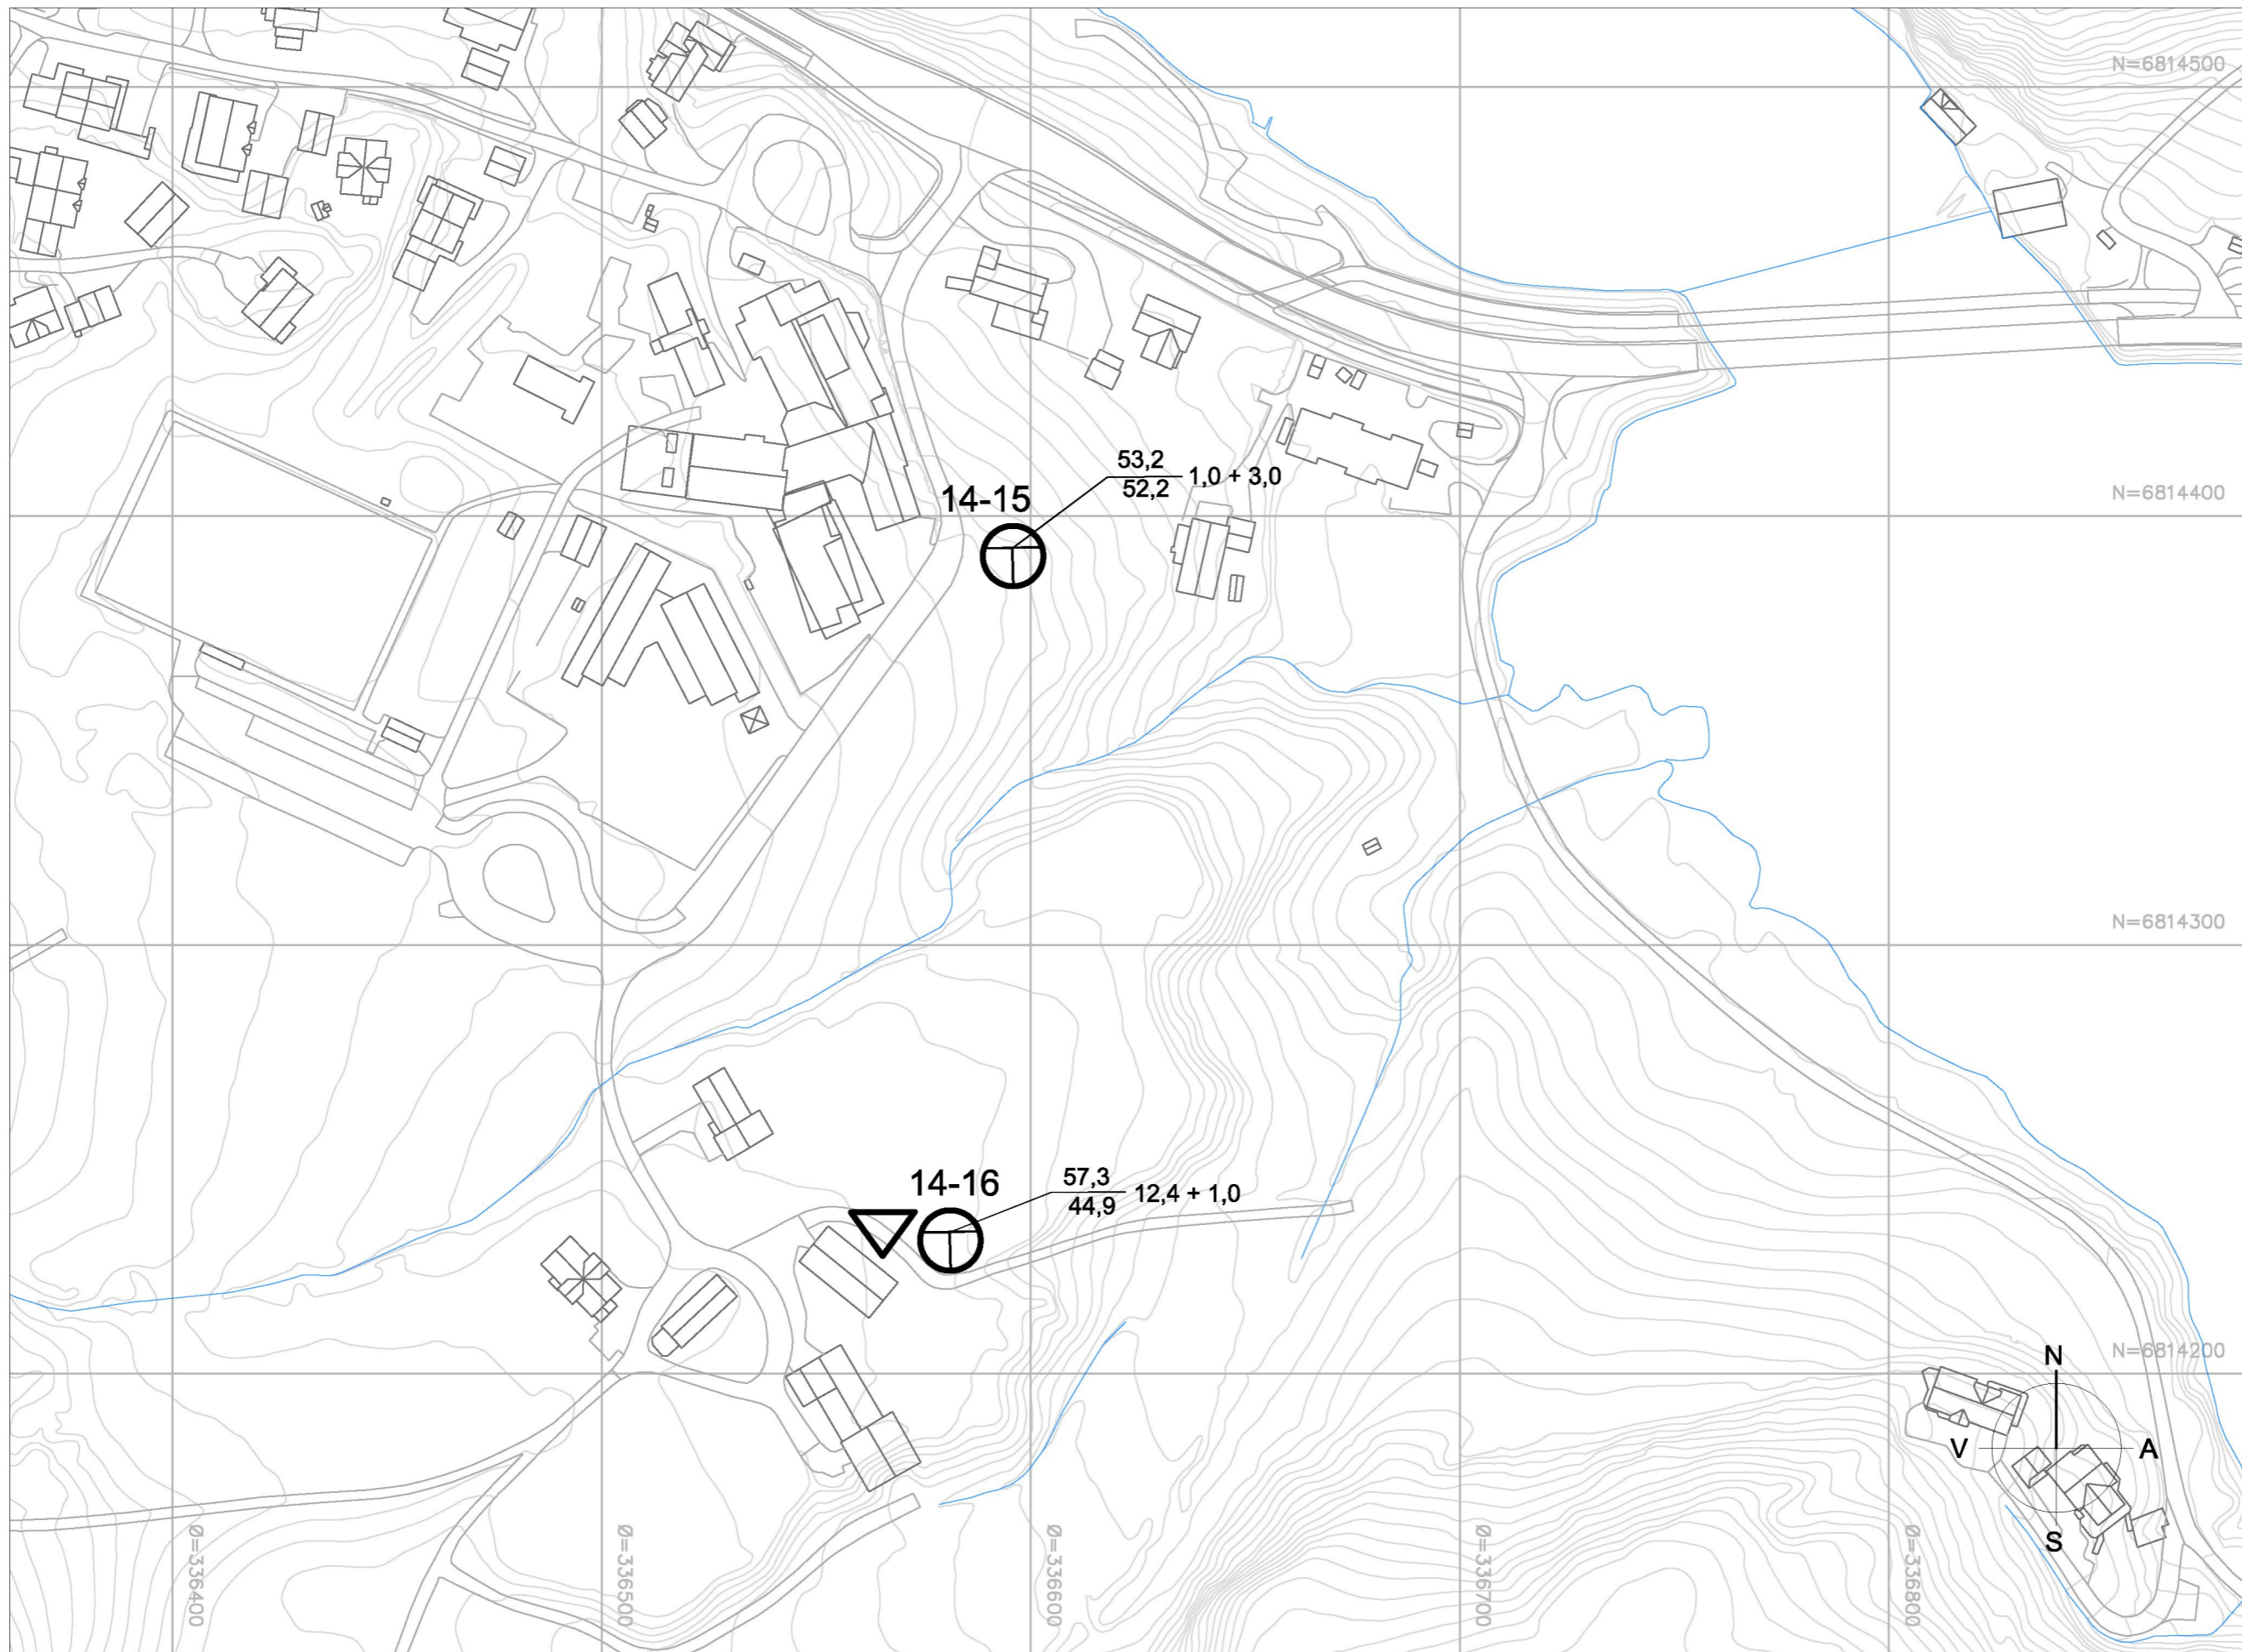 N=6814500
53,2
52,2
1,0 + 3,0
14-15
N=6814400
N=6814300
14-16
57,3
44,9
12,4 + 1,0
N=6814200
N
V
A
S
Ø=336400
Ø=336500
Ø=336600
Ø=336700
Ø=336800